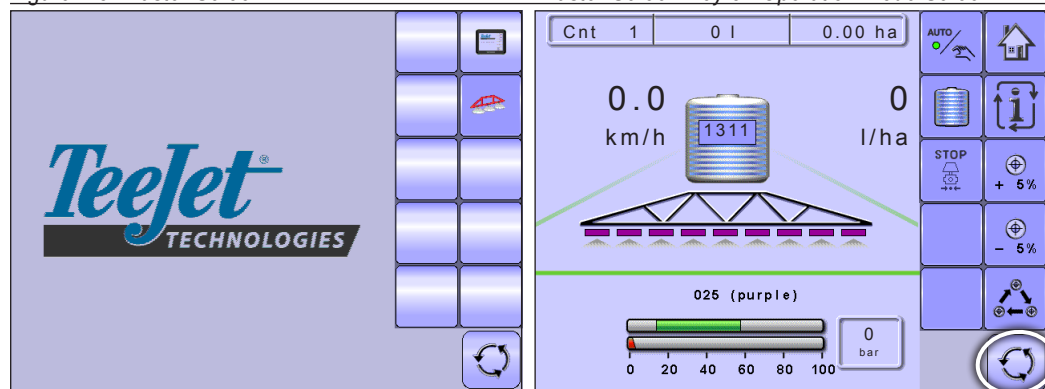 TeeJet®
TECHNOLOGIES
Cnt 1 0 l 0.00 ha
0.0
km/h
1311
0
l/ha
025 (purple)
0 20 40 60 80 100
0
bar
AUTO
STOP
+ 5%
- 5%